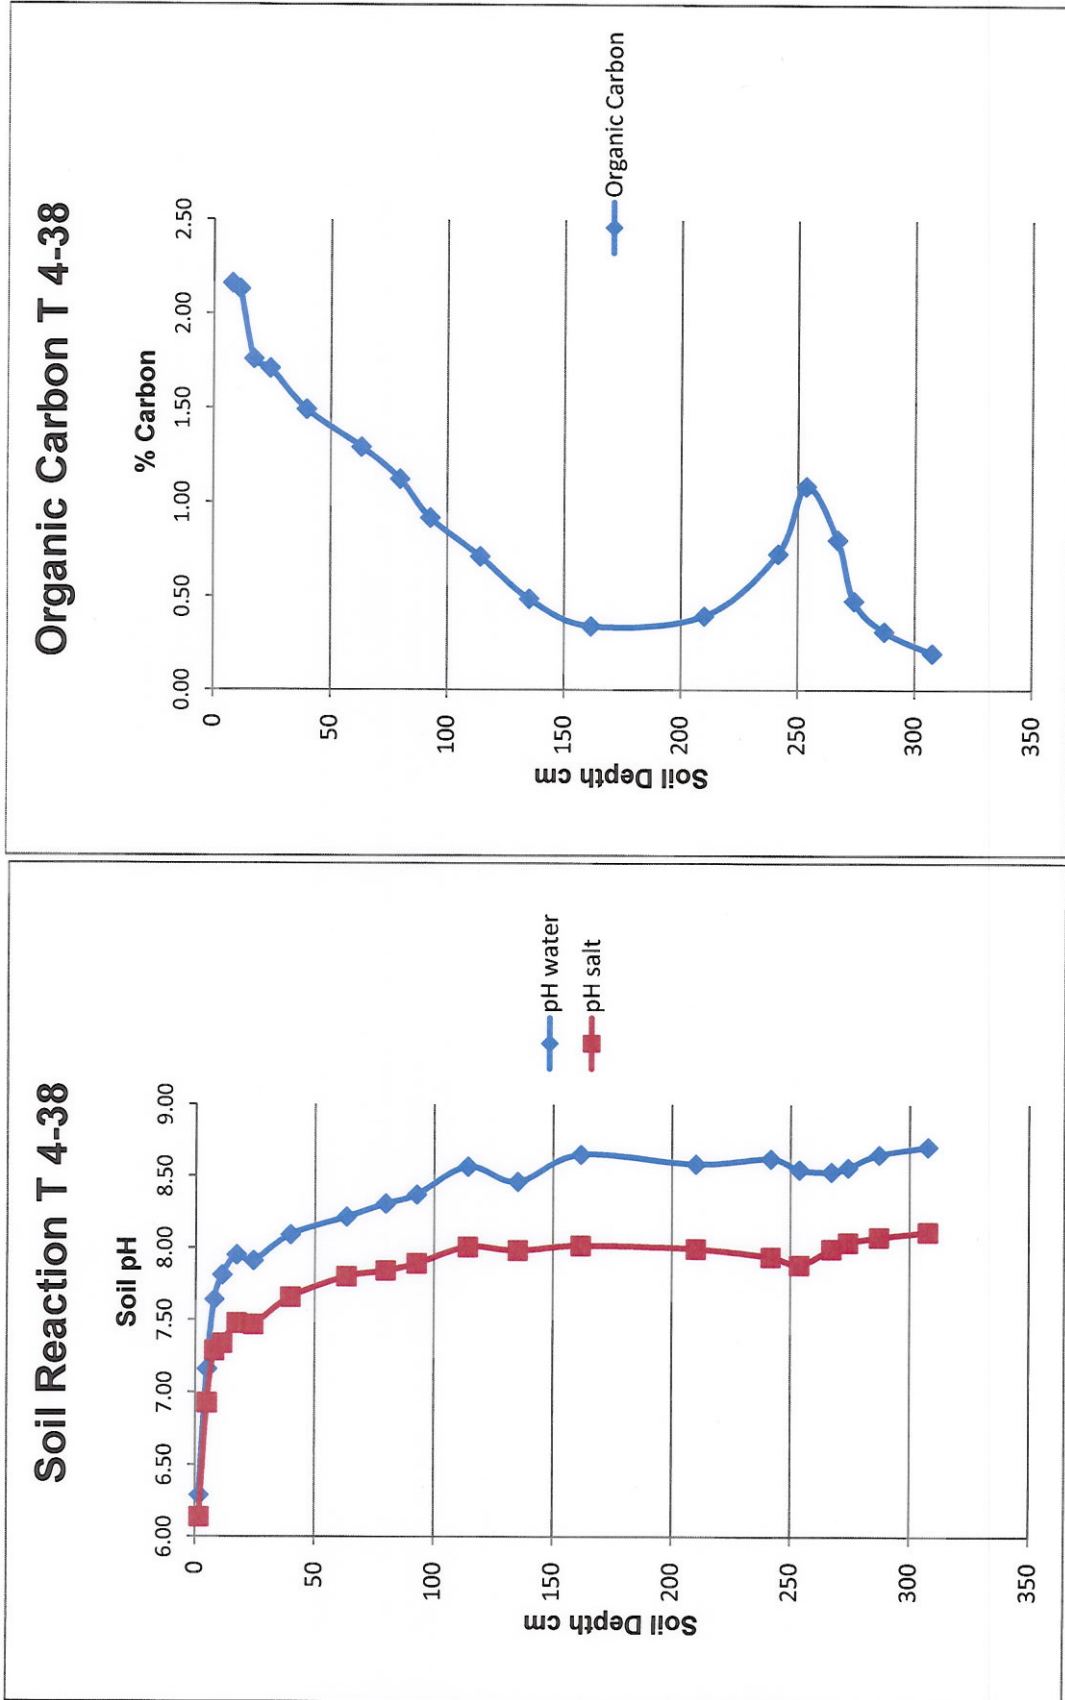 Soil Reaction T 4-38
Soil pH
6.00 6.50 7.00 7.50 8.00 8.50 9.00
0
50
100
150
200
250
300
350
Soil Depth cm
pH water
pH salt
Organic Carbon T 4-38
% Carbon
0.00 0.50 1.00 1.50 2.00 2.50
0
50
100
150
200
250
300
350
Soil Depth cm
Organic Carbon